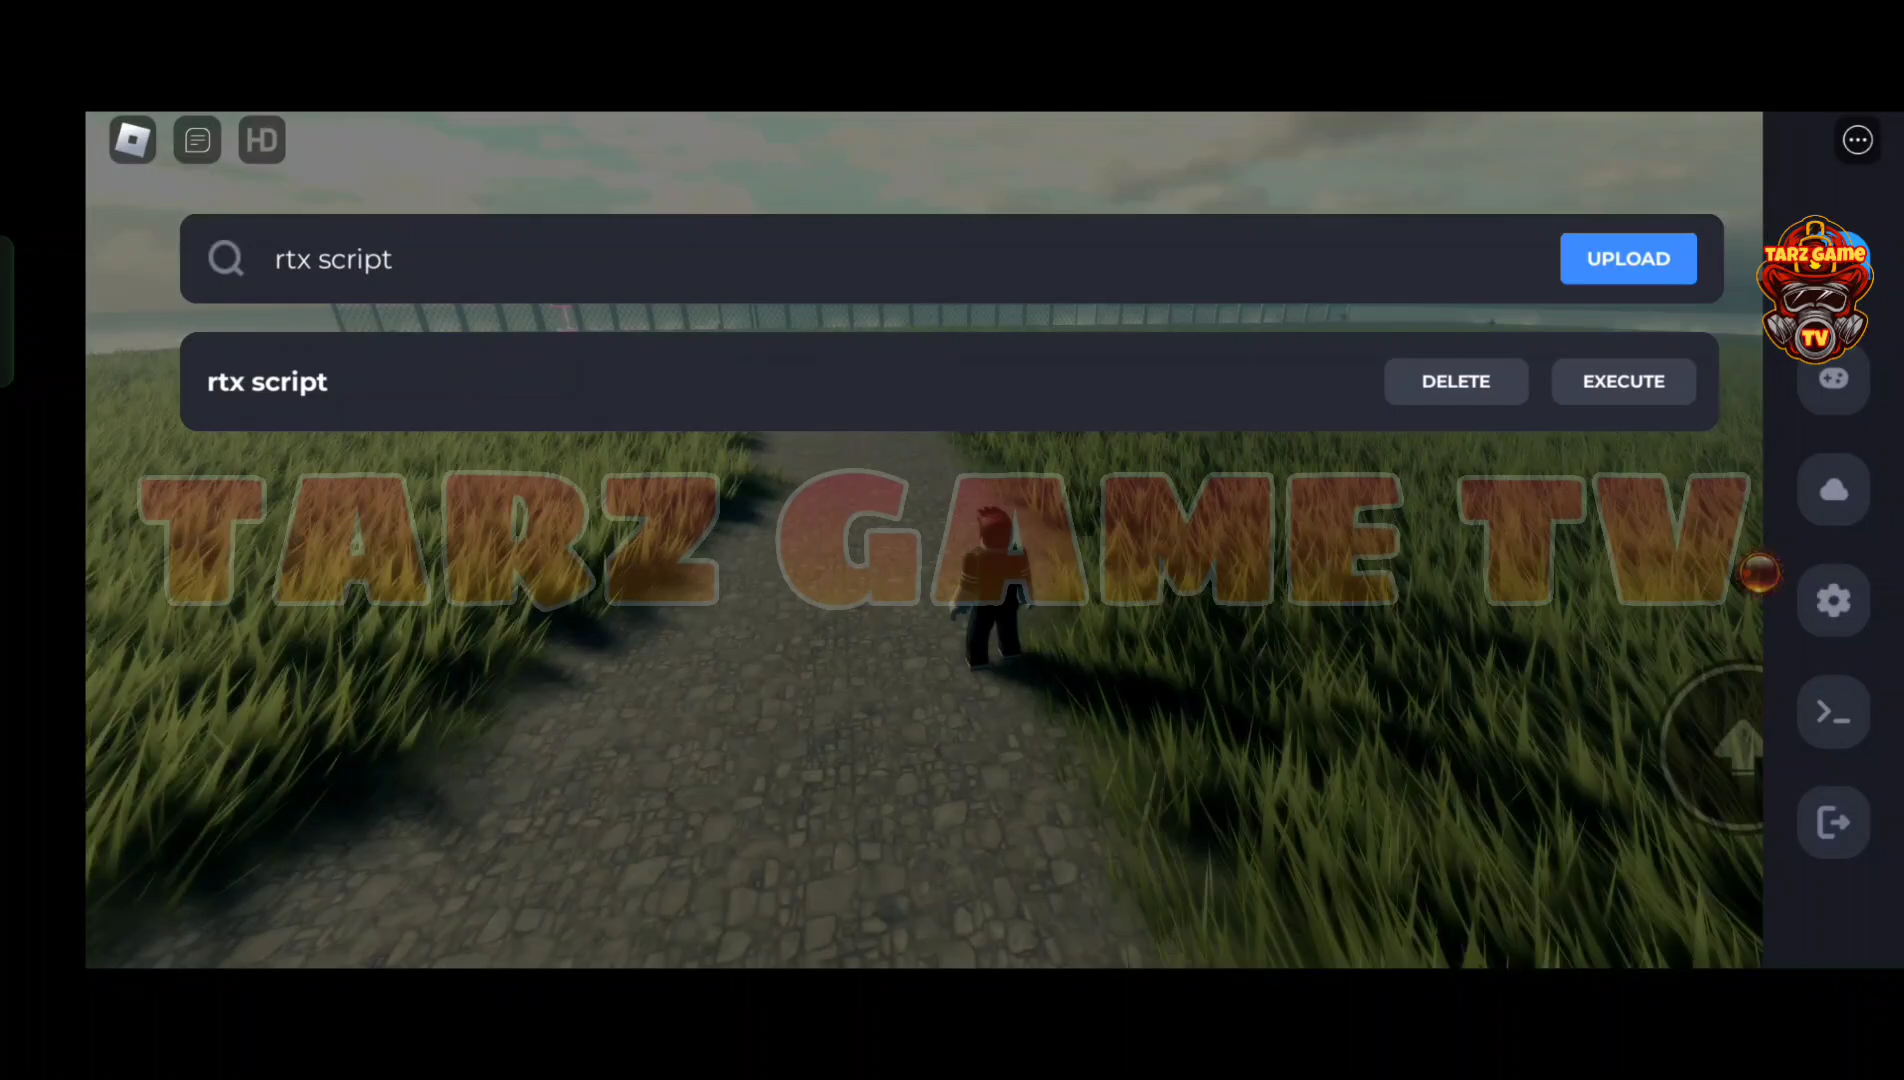 HD
rtx script
UPLOAD
TARZ GAME
TV
rtx script
DELETE
EXECUTE
TARZ GAME TV